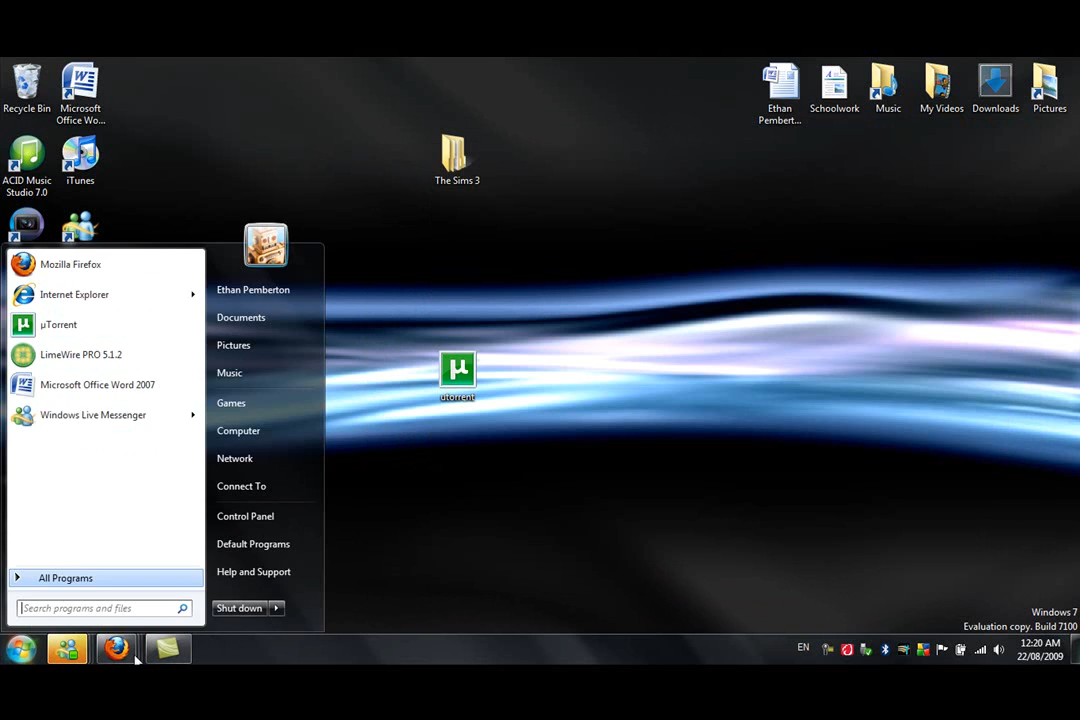 Recycle Bin
Microsoft
Office Wo...
ACID Music
Studio 7.0
iTunes
The Sims 3
Ethan
Pembert...
Schoolwork
Music
My Videos
Downloads
Pictures
utorrent
Mozilla Firefox
Internet Explorer
µTorrent
LimeWire PRO 5.1.2
Microsoft Office Word 2007
Windows Live Messenger
All Programs
Search programs and files
Ethan Pemberton
Documents
Pictures
Music
Games
Computer
Network
Connect To
Control Panel
Default Programs
Help and Support
Shut down
Windows 7
Evaluation copy. Build 7100
EN
12:20 AM
22/08/2009